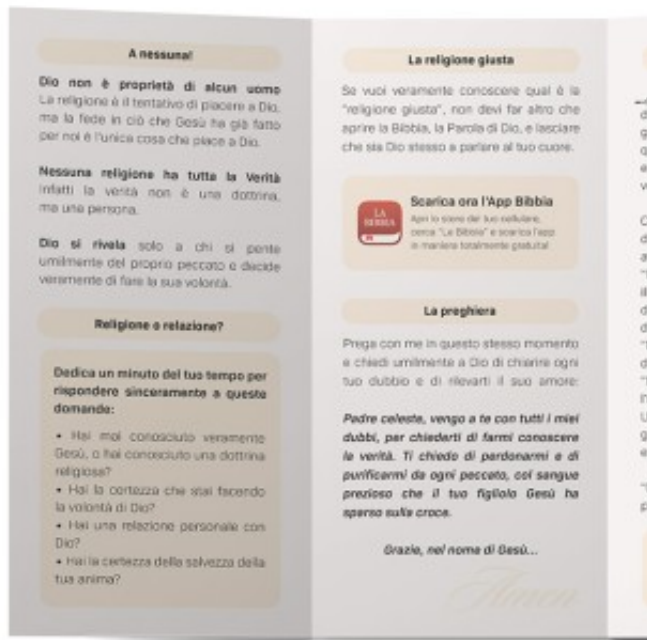 A nessuna!
Dio non è proprietà di alcun uomo
La religione è il tentativo di piacere a Dio,
ma la fede in ciò che Gesù ha già fatto
per noi è l'unica cosa che piace a Dio.
Nessuna religione ha tutta la Verità
infatti la verità non è una dottrina,
ma una persona.
Dio si rivela solo a chi si pente
umilmente del proprio peccato e decide
veramente di fare la sua volontà.
Religione o relazione?
Dedica un minuto del tuo tempo per
rispondere sinceramente a queste
domande:
• Hai mai conosciuto veramente
Gesù, o hai conosciuto una dottrina
religiosa?
• Hai la certezza che stai facendo
la volontà di Dio?
• Hai una relazione personale con
Dio?
• Hai la certezza della salvezza della
tua anima?
La religione giusta
Se vuoi veramente conoscere qual è la
"religione giusta", non devi far altro che
aprire la Bibbia, la Parola di Dio, e lasciare
che sia Dio stesso a parlare al tuo cuore.
LA
BIBBIA
Scarica ora l'App Bibbia
Apri lo store del tuo cellulare,
cerca "La Bibbia" e scarica l'app
in maniera totalmente gratuita!
La preghiera
Prega con me in questo stesso momento
e chiedi umilmente a Dio di chiarire ogni
tuo dubbio e di rilevarti il suo amore:
Padre celeste, vengo a te con tutti i miei
dubbi, per chiederti di farmi conoscere
la verità. Ti chiedo di perdonarmi e di
purificarmi da ogni peccato, col sangue
prezioso che il tuo figliolo Gesù ha
sparso sulla croce.
Grazie, nel nome di Gesù...
Amen